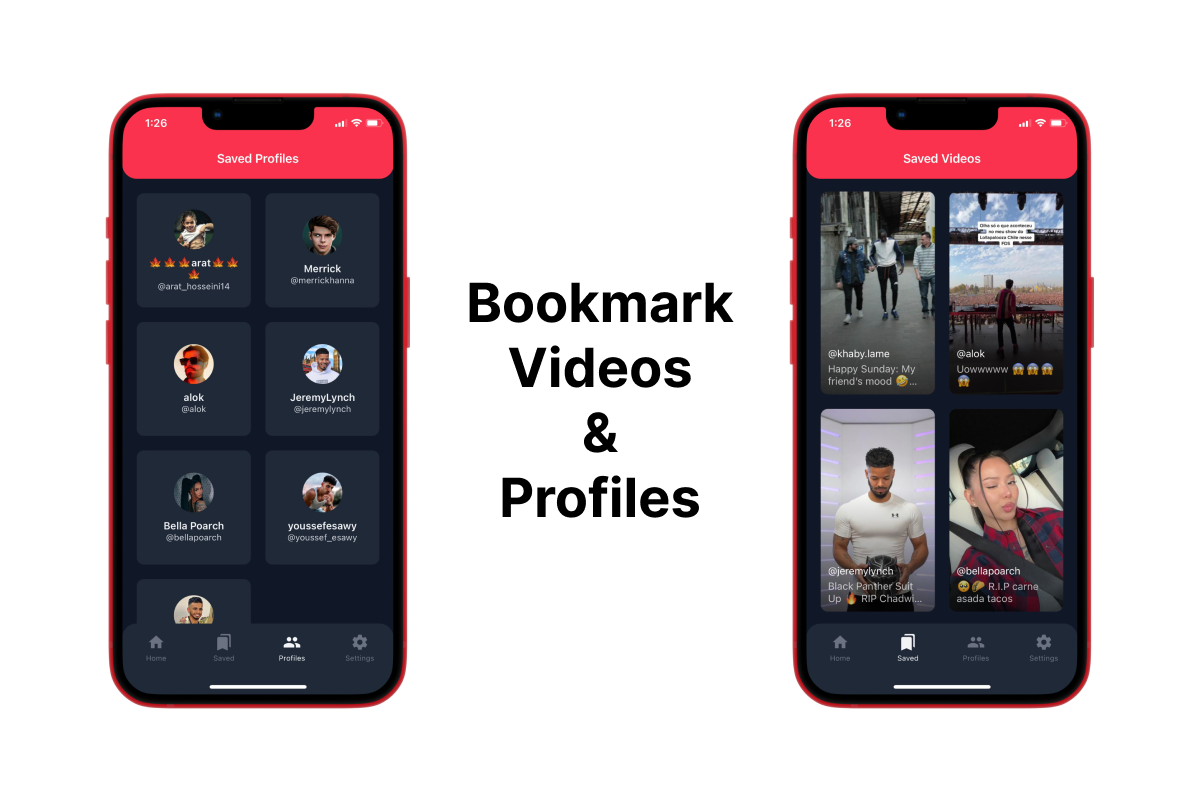 1:26
Saved Profiles
🔥🔥🔥arat🔥🔥
🔥
@arat_hosseini14
Merrick
@merrickhanna
alok
@alok
JeremyLynch
@jeremylynch
Bella Poarch
@bellapoarch
youssefesawy
@youssef_esawy
Home
Saved
Profiles
Settings
Bookmark
Videos
&
Profiles
1:26
Saved Videos
@khaby.lame
Happy Sunday: My
friend's mood 🤣...
Olha só o que aconteceu
no meu show do
Lollapalooza Chile nesse
FDS
@alok
Uowwwww 😱😱😱
😱
@jeremylynch
Black Panther Suit
Up 🔥 RIP Chadwi...
@bellapoarch
🥺🌮 R.I.P carne
asada tacos
Home
Saved
Profiles
Settings